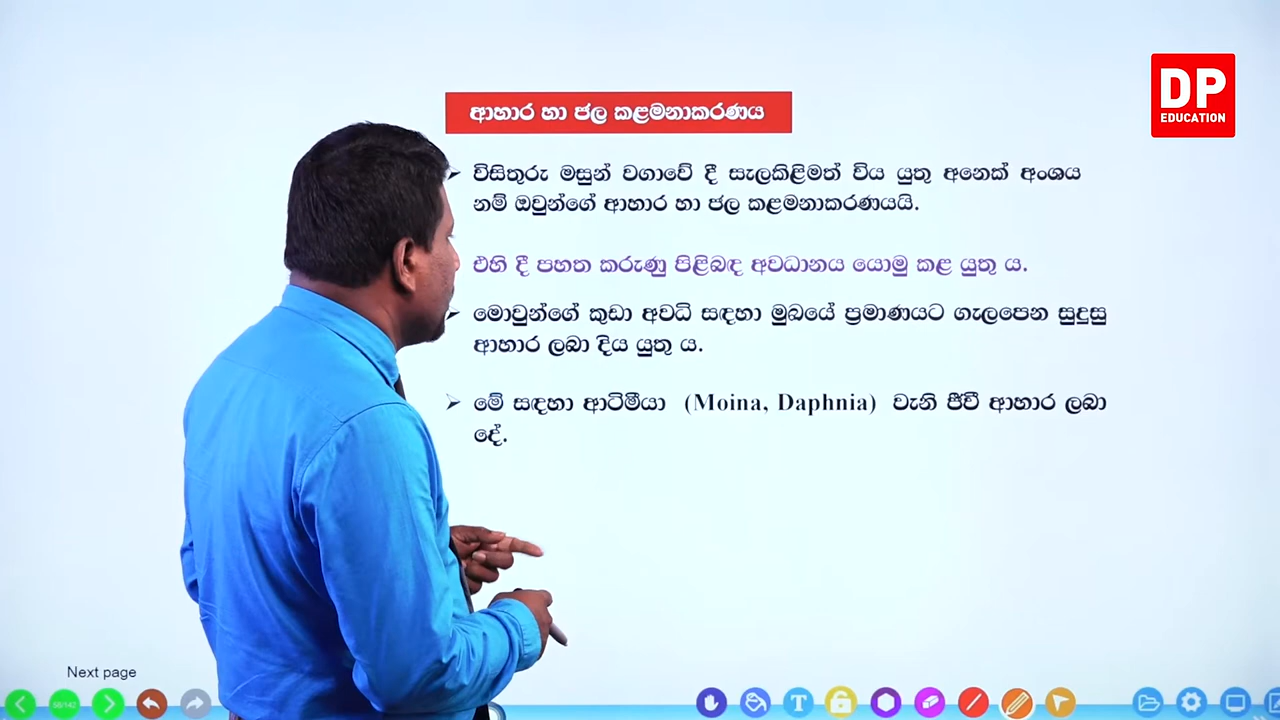 DP
EDUCATION
ආහාර හා ජල කළමනාකරණය
විසිතුරු මසුන් වගාවේ දී සැලකිළිමත් විය යුතු අනෙක් අංශය
නම් ඔවුන්ගේ ආහාර හා ජල කළමනාකරණයයි.
එහි දී පහත කරුණු පිළිබඳ අවධානය යොමු කළ යුතු ය.
මොවුන්ගේ කුඩා අවධි සඳහා මුඛයේ ප්‍රමාණයට ගැලපෙන සුදුසු
ආහාර ලබා දිය යුතු ය.
මේ සඳහා ආටිමීයා (Moina, Daphnia) වැනි ජීවී ආහාර ලබා
දේ.
Next page
58/142
T